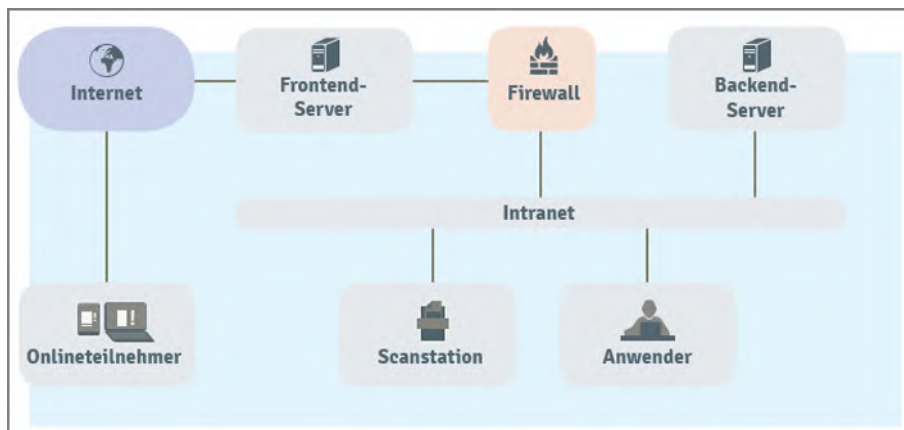 Internet
Frontend-
Server
Firewall
Backend-
Server
Intranet
Onlineteilnehmer
Scanstation
Anwender